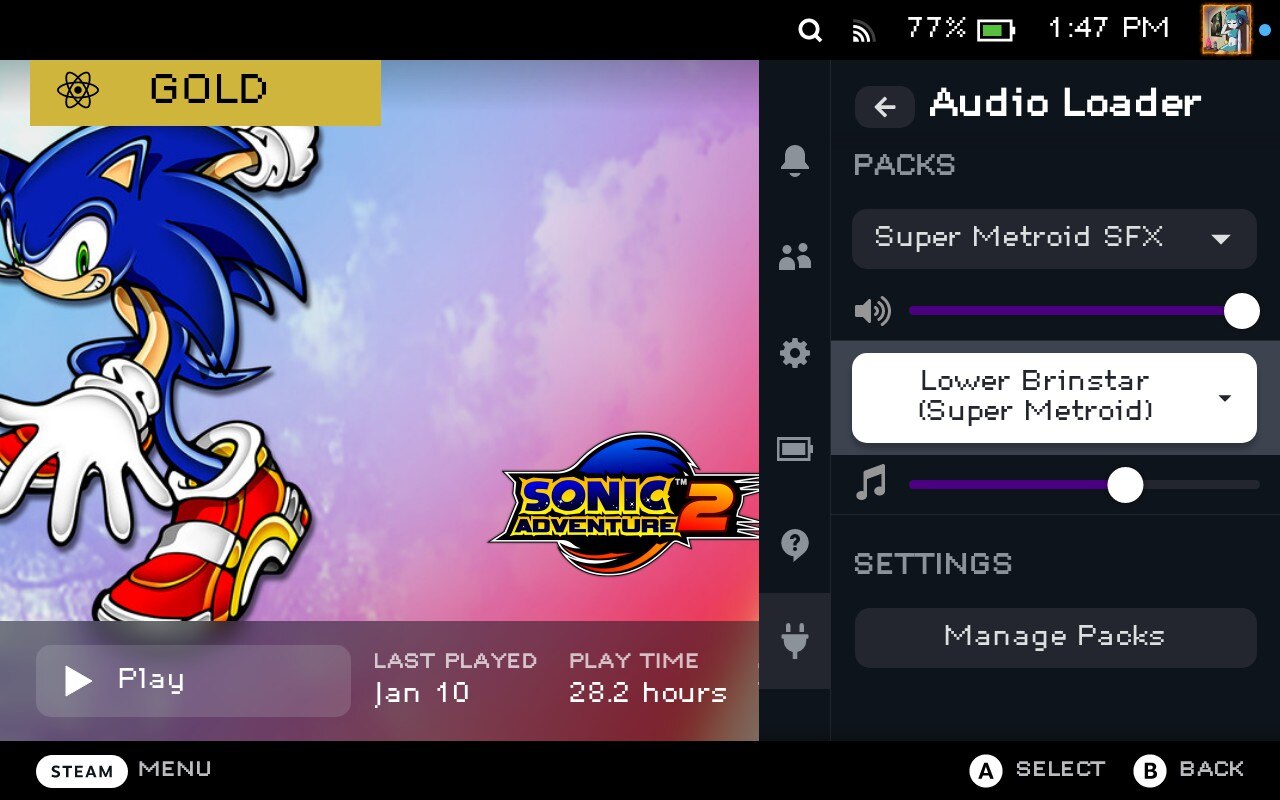 77% 1:47 PM
GOLD
Audio Loader
PACKS
Super Metroid SFX
Lower Brinstar
(Super Metroid)
SONIC™
ADVENTURE 2
SETTINGS
Manage Packs
Play
LAST PLAYED
Jan 10
PLAY TIME
28.2 hours
STEAM MENU
A SELECT B BACK